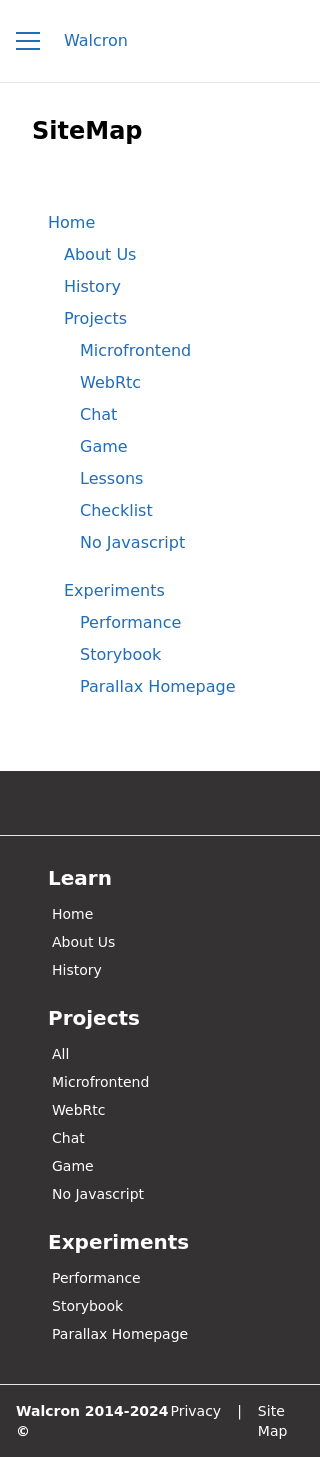 Walcron
SiteMap
Home
About Us
History
Projects
Microfrontend
WebRtc
Chat
Game
Lessons
Checklist
No Javascript
Experiments
Performance
Storybook
Parallax Homepage
Learn
Home
About Us
History
Projects
All
Microfrontend
WebRtc
Chat
Game
No Javascript
Experiments
Performance
Storybook
Parallax Homepage
Walcron 2014-2024 Privacy | Site
© Map